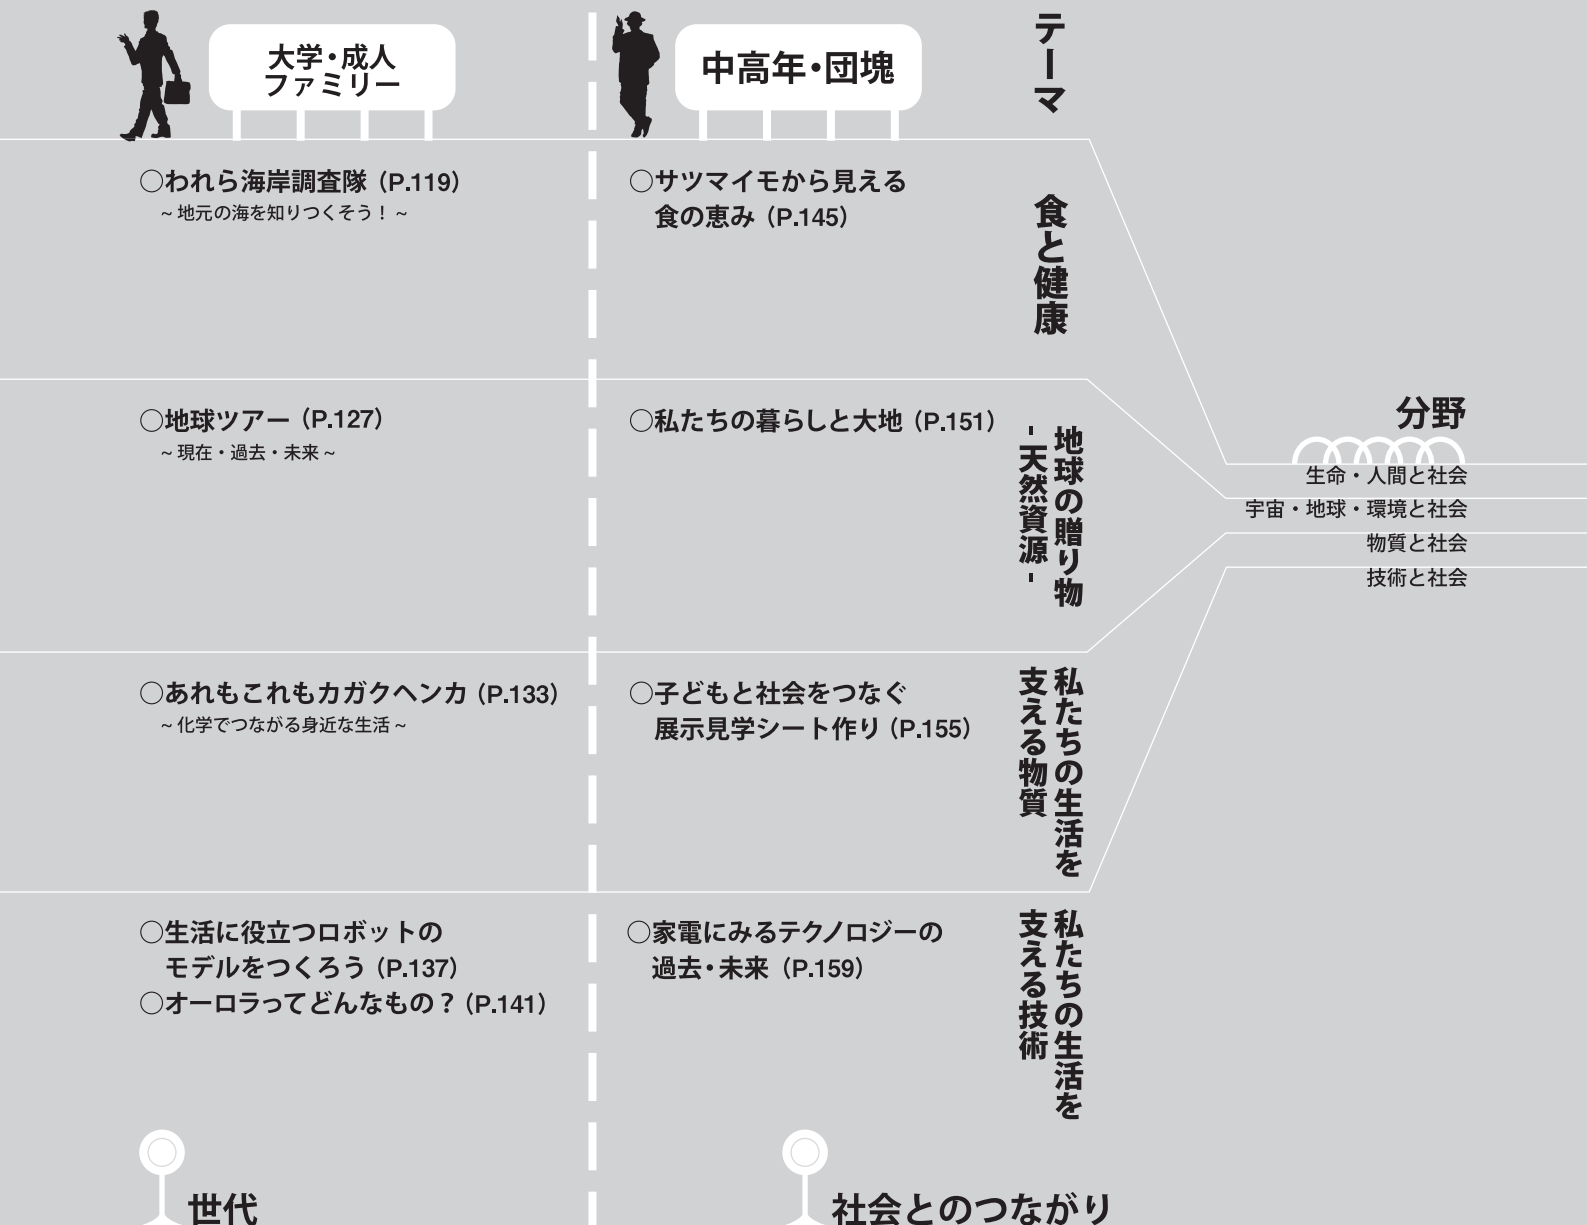 大学・成人
ファミリー
中高年・団塊
テーマ
○われら海岸調査隊（P.119）
～地元の海を知りつくそう！～
○サツマイモから見える
食の恵み（P.145）
食と健康
○地球ツアー（P.127）
～現在・過去・未来～
○私たちの暮らしと大地（P.151）
地球の贈り物
-天然資源-
分野
生命・人間と社会
宇宙・地球・環境と社会
物質と社会
技術と社会
○あれもこれもカガクヘンカ（P.133）
～化学でつながる身近な生活～
○子どもと社会をつなぐ
展示見学シート作り（P.155）
私たちの生活を
支える物質
○生活に役立つロボットの
モデルをつくろう（P.137）
○オーロラってどんなもの？（P.141）
○家電にみるテクノロジーの
過去・未来（P.159）
私たちの生活を
支える技術
世代
社会とのつながり